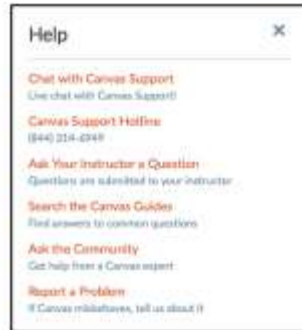 Help
Chat with Canvas Support
Live chat with Canvas Support!
Canvas Support Hotline
(844) 214-6949
Ask Your Instructor a Question
Questions are submitted to your instructor
Search the Canvas Guides
Find answers to common questions
Ask the Community
Get help from a Canvas expert
Report a Problem
If Canvas misbehaves, tell us about it